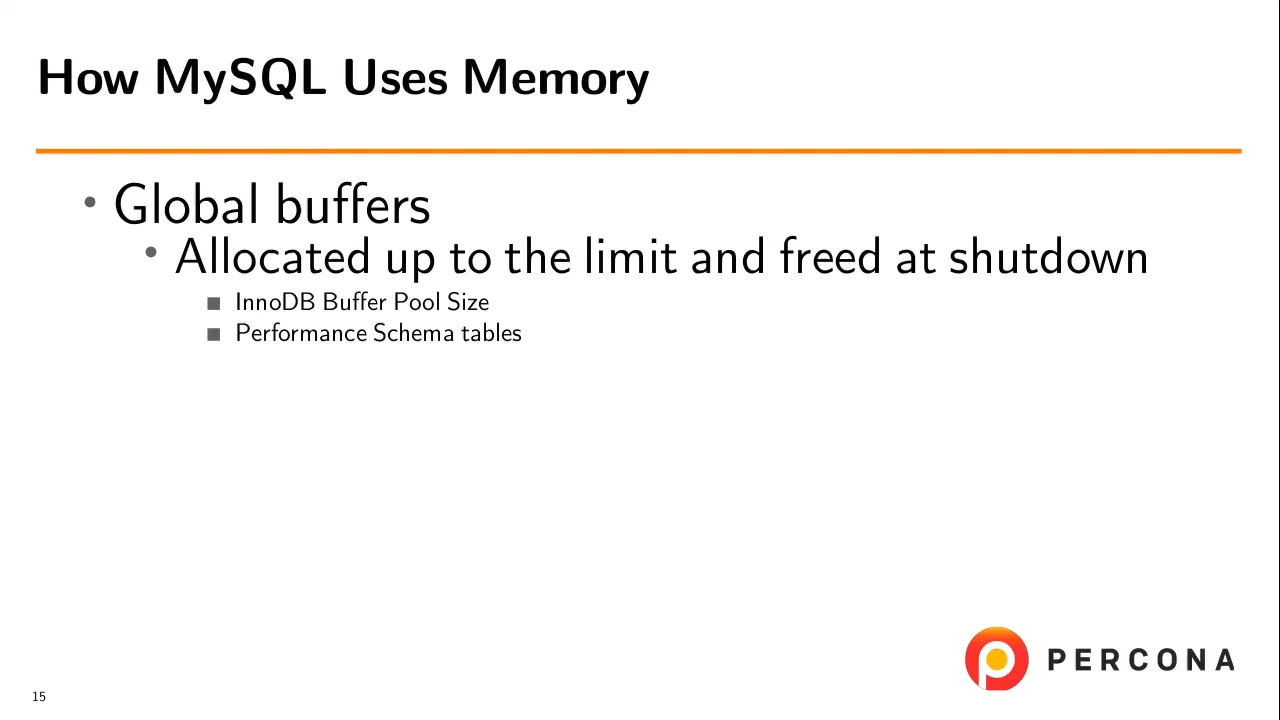 How MySQL Uses Memory
• Global buffers
• Allocated up to the limit and freed at shutdown
■ InnoDB Buffer Pool Size
■ Performance Schema tables
PERCONA
15